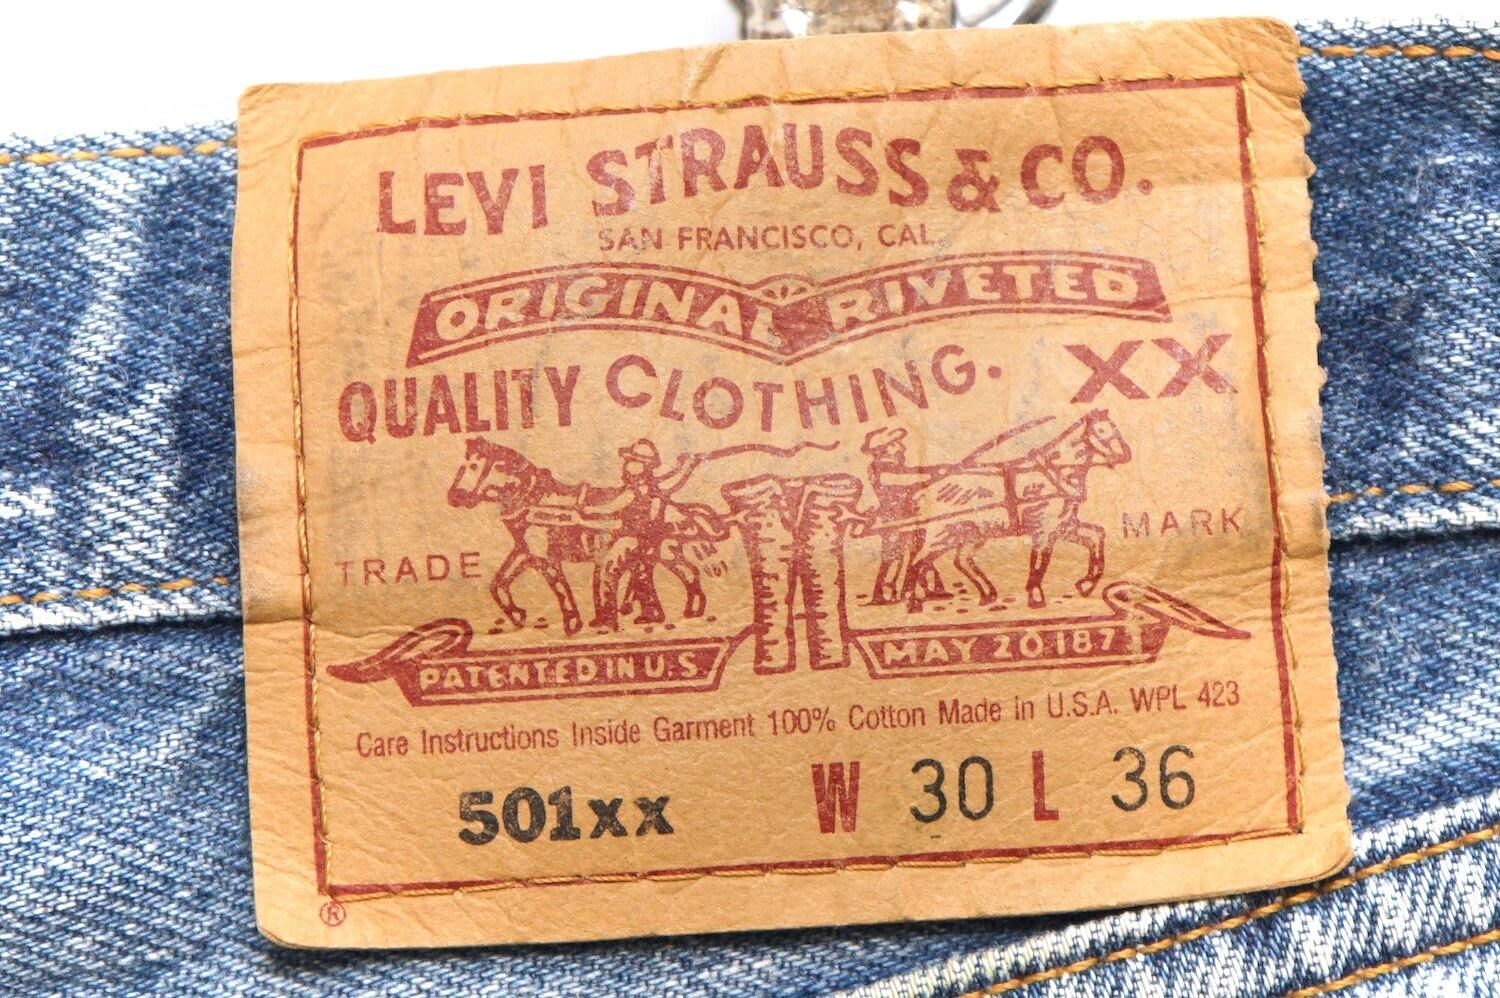 LEVI STRAUSS & CO.
SAN FRANCISCO, CAL.
ORIGINAL RIVETED
QUALITY CLOTHING. XX
TRADE MARK
PATENTED IN U.S. MAY 20 1873
Care Instructions Inside Garment 100% Cotton Made in U.S.A. WPL 423
501xx W 30 L 36
®